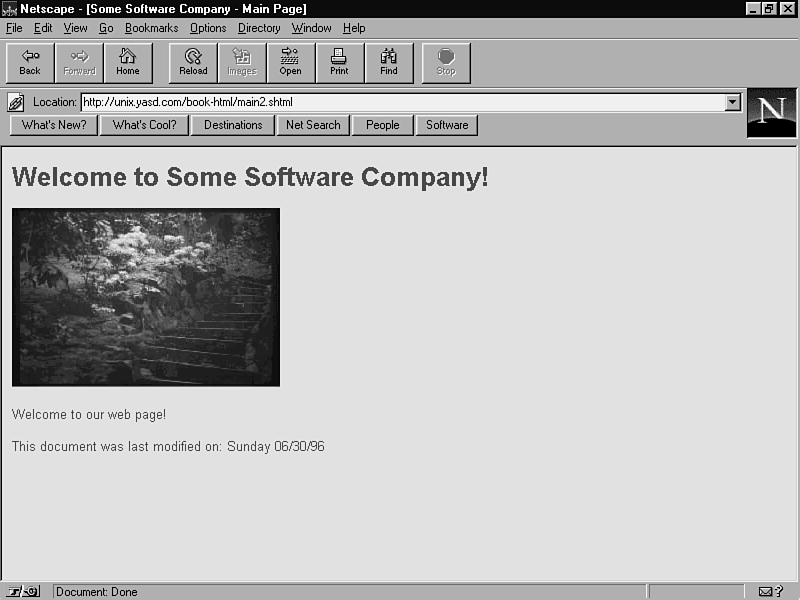 Netscape - [Some Software Company - Main Page]
File Edit View Go Bookmarks Options Directory Window Help
Back Forward Home Reload Images Open Print Find Stop
Location: http://unix.yasd.com/book-html/main2.shtml
What's New? What's Cool? Destinations Net Search People Software
N
Welcome to Some Software Company!
Welcome to our web page!
This document was last modified on: Sunday 06/30/96
Document: Done
?